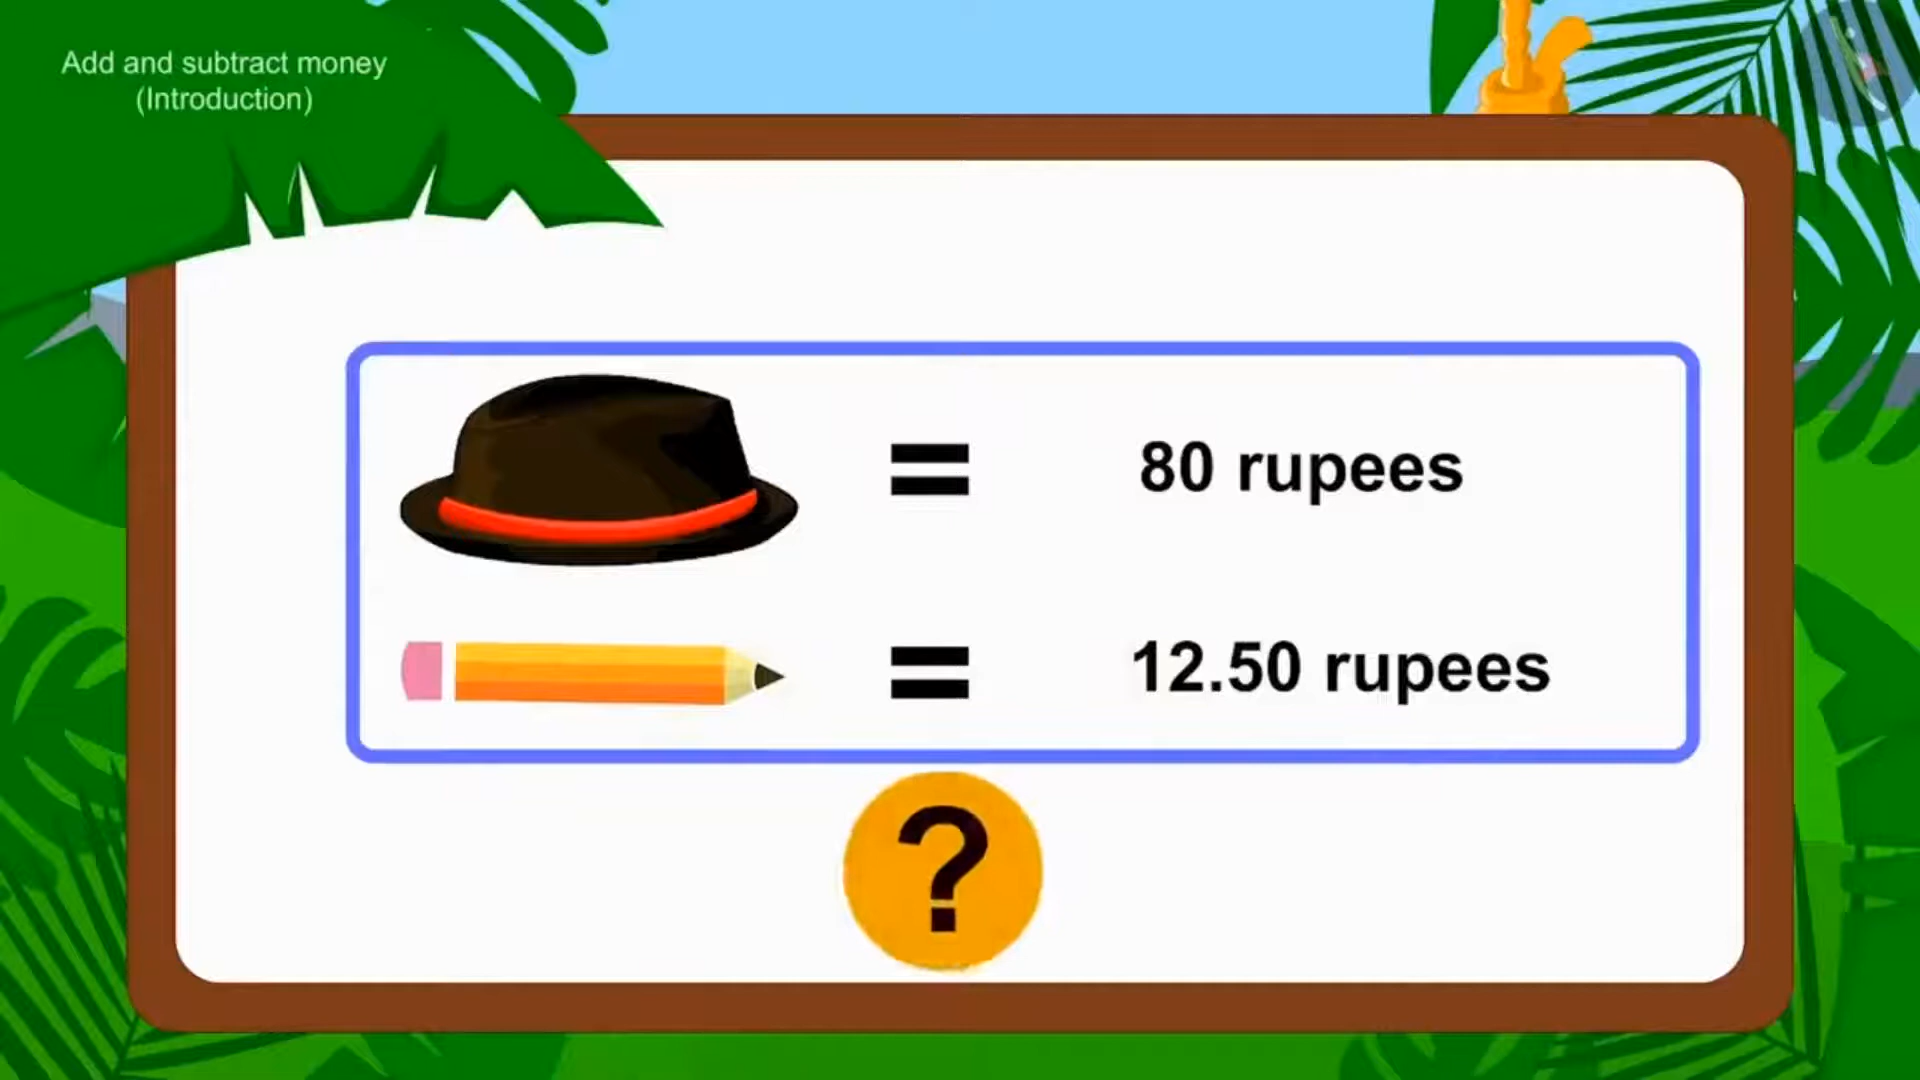 Add and subtract money
(Introduction)
= 80 rupees
= 12.50 rupees
?